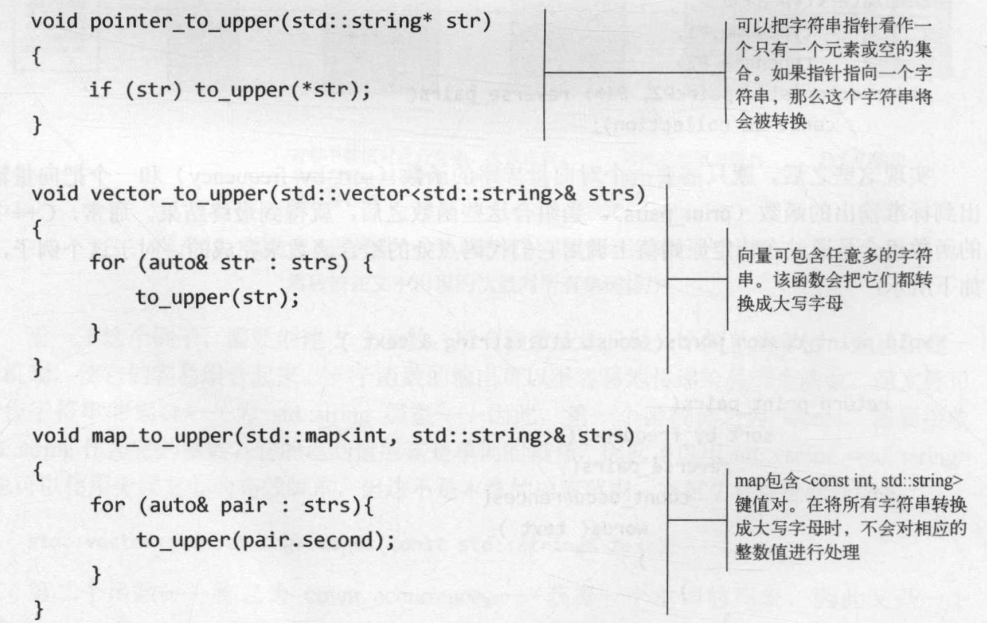 void pointer_to_upper(std::string* str)
{
if (str) to_upper(*str);
}
可以把字符串指针看作一
个只有一个元素或空的集
合。如果指针指向一个字
符串，那么这个字符串将
会被转换
void vector_to_upper(std::vector<std::string>& strs)
{
for (auto& str : strs) {
to_upper(str);
}
}
向量可包含任意多的字符
串。该函数会把它们都转
换成大写字母
void map_to_upper(std::map<int, std::string>& strs)
{
for (auto& pair : strs){
to_upper(pair.second);
}
}
map包含<const int, std::string>
键值对。在将所有字符串转换
成大写字母时，不会对相应的
整数值进行处理